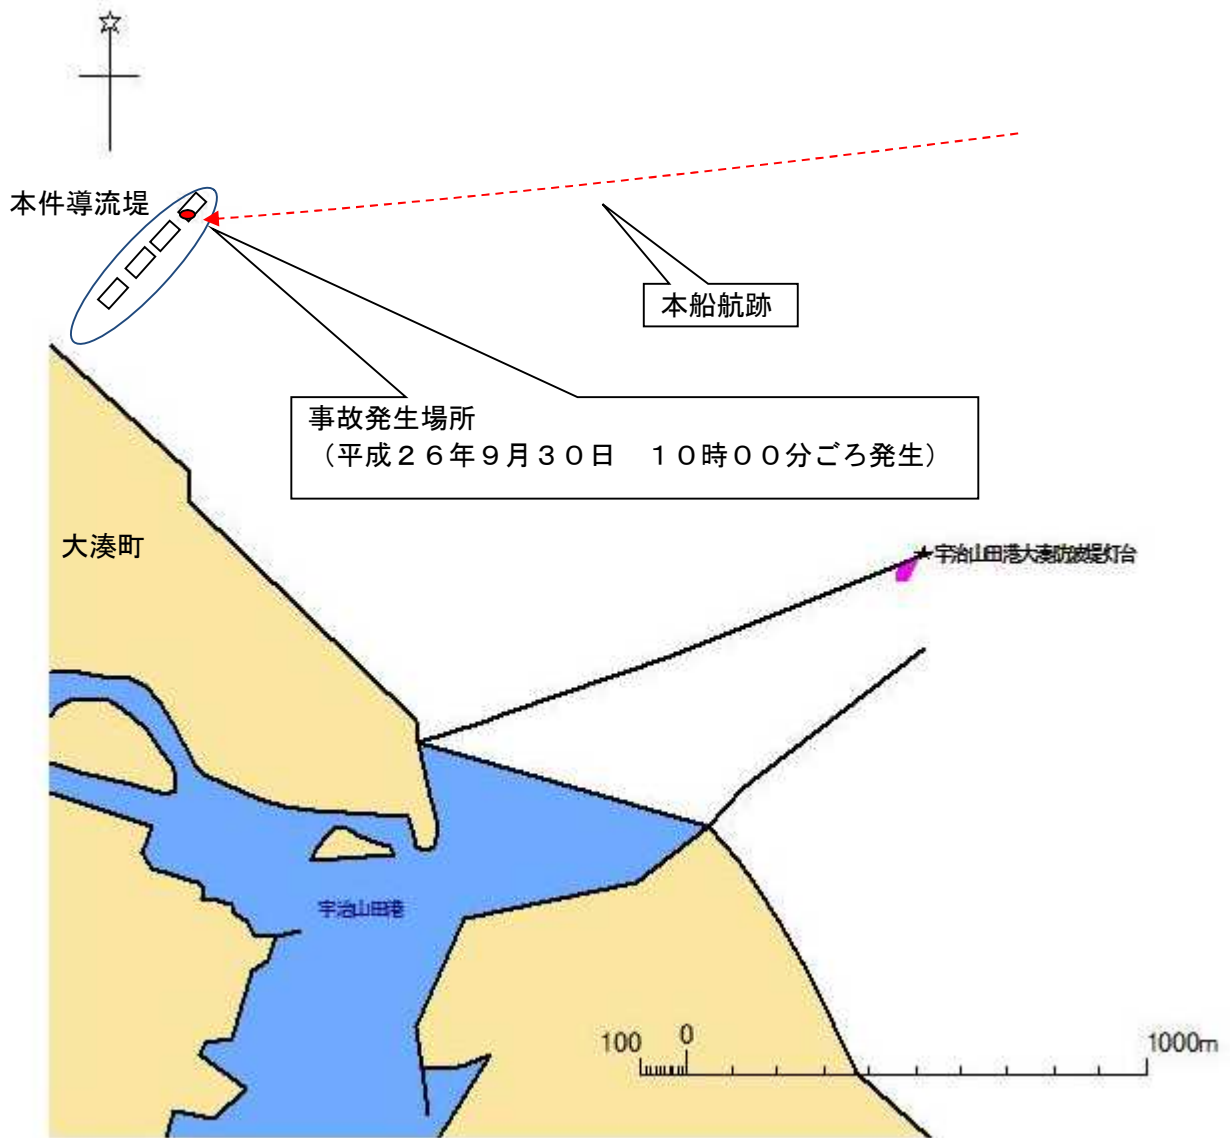 本件導流堤
本船航跡
事故発生場所
（平成２６年９月３０日　１０時００分ごろ発生）
大湊町
宇治山田港大湊防波堤灯台
宇治山田港
100 0 1000m